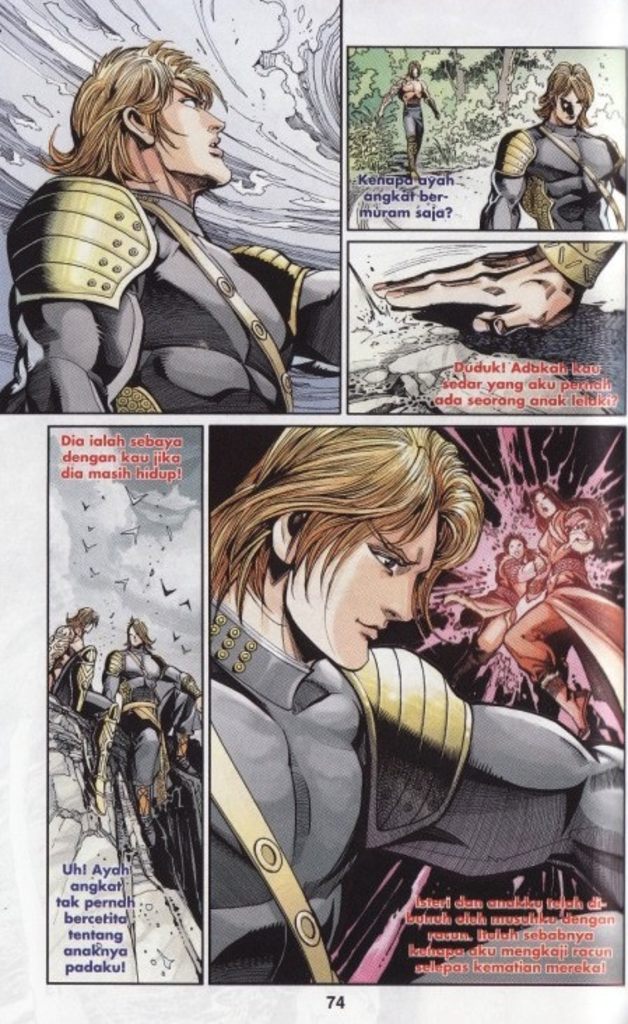 Kenapa ayah
angkat ber-
muram saja?
Duduk! Adakah kau
sedar yang aku pernah
ada seorang anak lelaki?
Dia ialah sebaya
dengan kau jika
dia masih hidup!
Uh! Ayah
angkat
tak pernah
bercetita
tentang
anaknya
padaku!
Isteri dan anakku telah di-
bunuh oleh musuhku dengan
racun. Itulah sebabnya
kenapa aku mengkaji racun
selepas kematian mereka!
74